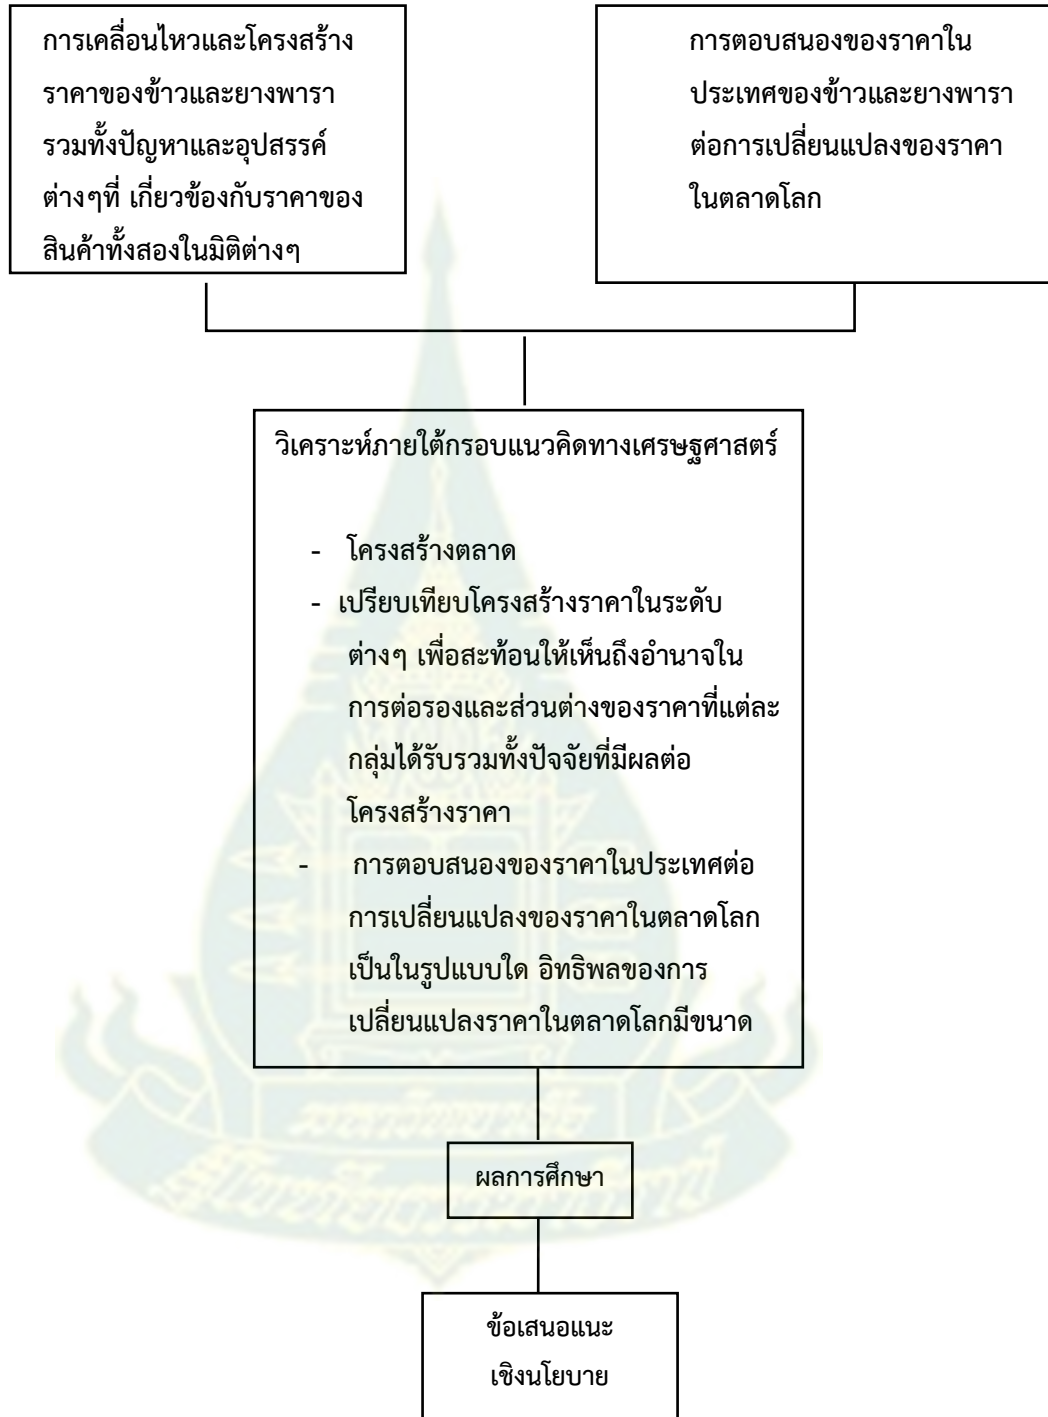 การเคลื่อนไหวและโครงสร้าง
ราคาของข้าวและยางพารา
รวมทั้งปัญหาและอุปสรรค์
ต่างๆที่ เกี่ยวข้องกับราคาของ
สินค้าทั้งสองในมิติต่างๆ
การตอบสนองของราคาใน
ประเทศของข้าวและยางพารา
ต่อการเปลี่ยนแปลงของราคา
ในตลาดโลก
วิเคราะห์ภายใต้กรอบแนวคิดทางเศรษฐศาสตร์
- โครงสร้างตลาด
- เปรียบเทียบโครงสร้างราคาในระดับ
ต่างๆ เพื่อสะท้อนให้เห็นถึงอำนาจใน
การต่อรองและส่วนต่างของราคาที่แต่ละ
กลุ่มได้รับรวมทั้งปัจจัยที่มีผลต่อ
โครงสร้างราคา
- การตอบสนองของราคาในประเทศต่อ
การเปลี่ยนแปลงของราคาในตลาดโลก
เป็นในรูปแบบใด อิทธิพลของการ
เปลี่ยนแปลงราคาในตลาดโลกมีขนาด
ผลการศึกษา
ข้อเสนอแนะ
เชิงนโยบาย